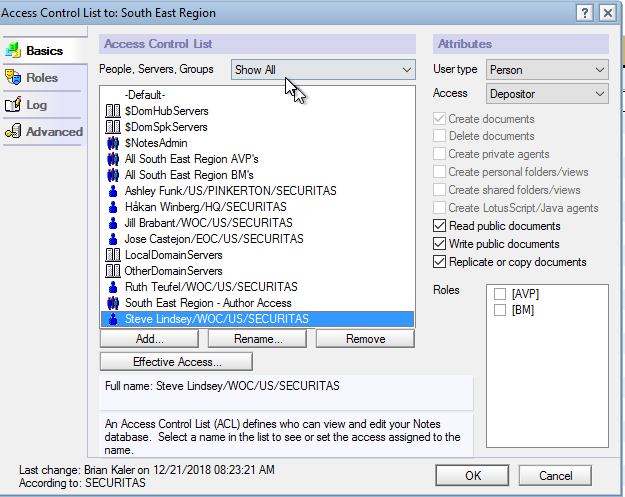 Access Control List to: South East Region
Basics
Roles
Log
Advanced
Access Control List
People, Servers, Groups
Show All
-Default-
$DomHubServers
$DomSpkServers
$NotesAdmin
All South East Region AVP's
All South East Region BM's
Ashley Funk/US/PINKERTON/SECURITAS
Håkan Winberg/HQ/SECURITAS
Jill Brabant/WOC/US/SECURITAS
Jose Castejon/EOC/US/SECURITAS
LocalDomainServers
OtherDomainServers
Ruth Teufel/WOC/US/SECURITAS
South East Region - Author Access
Steve Lindsey/WOC/US/SECURITAS
Add...
Rename...
Remove
Effective Access...
Full name: Steve Lindsey/WOC/US/SECURITAS
An Access Control List (ACL) defines who can view and edit your Notes
database.  Select a name in the list to see or set the access assigned to the
name.
Attributes
User type
Person
Access
Depositor
Create documents
Delete documents
Create private agents
Create personal folders/views
Create shared folders/views
Create LotusScript/Java agents
Read public documents
Write public documents
Replicate or copy documents
Roles
[AVP]
[BM]
Last change: Brian Kaler on 12/21/2018 08:23:21 AM
According to: SECURITAS
OK
Cancel